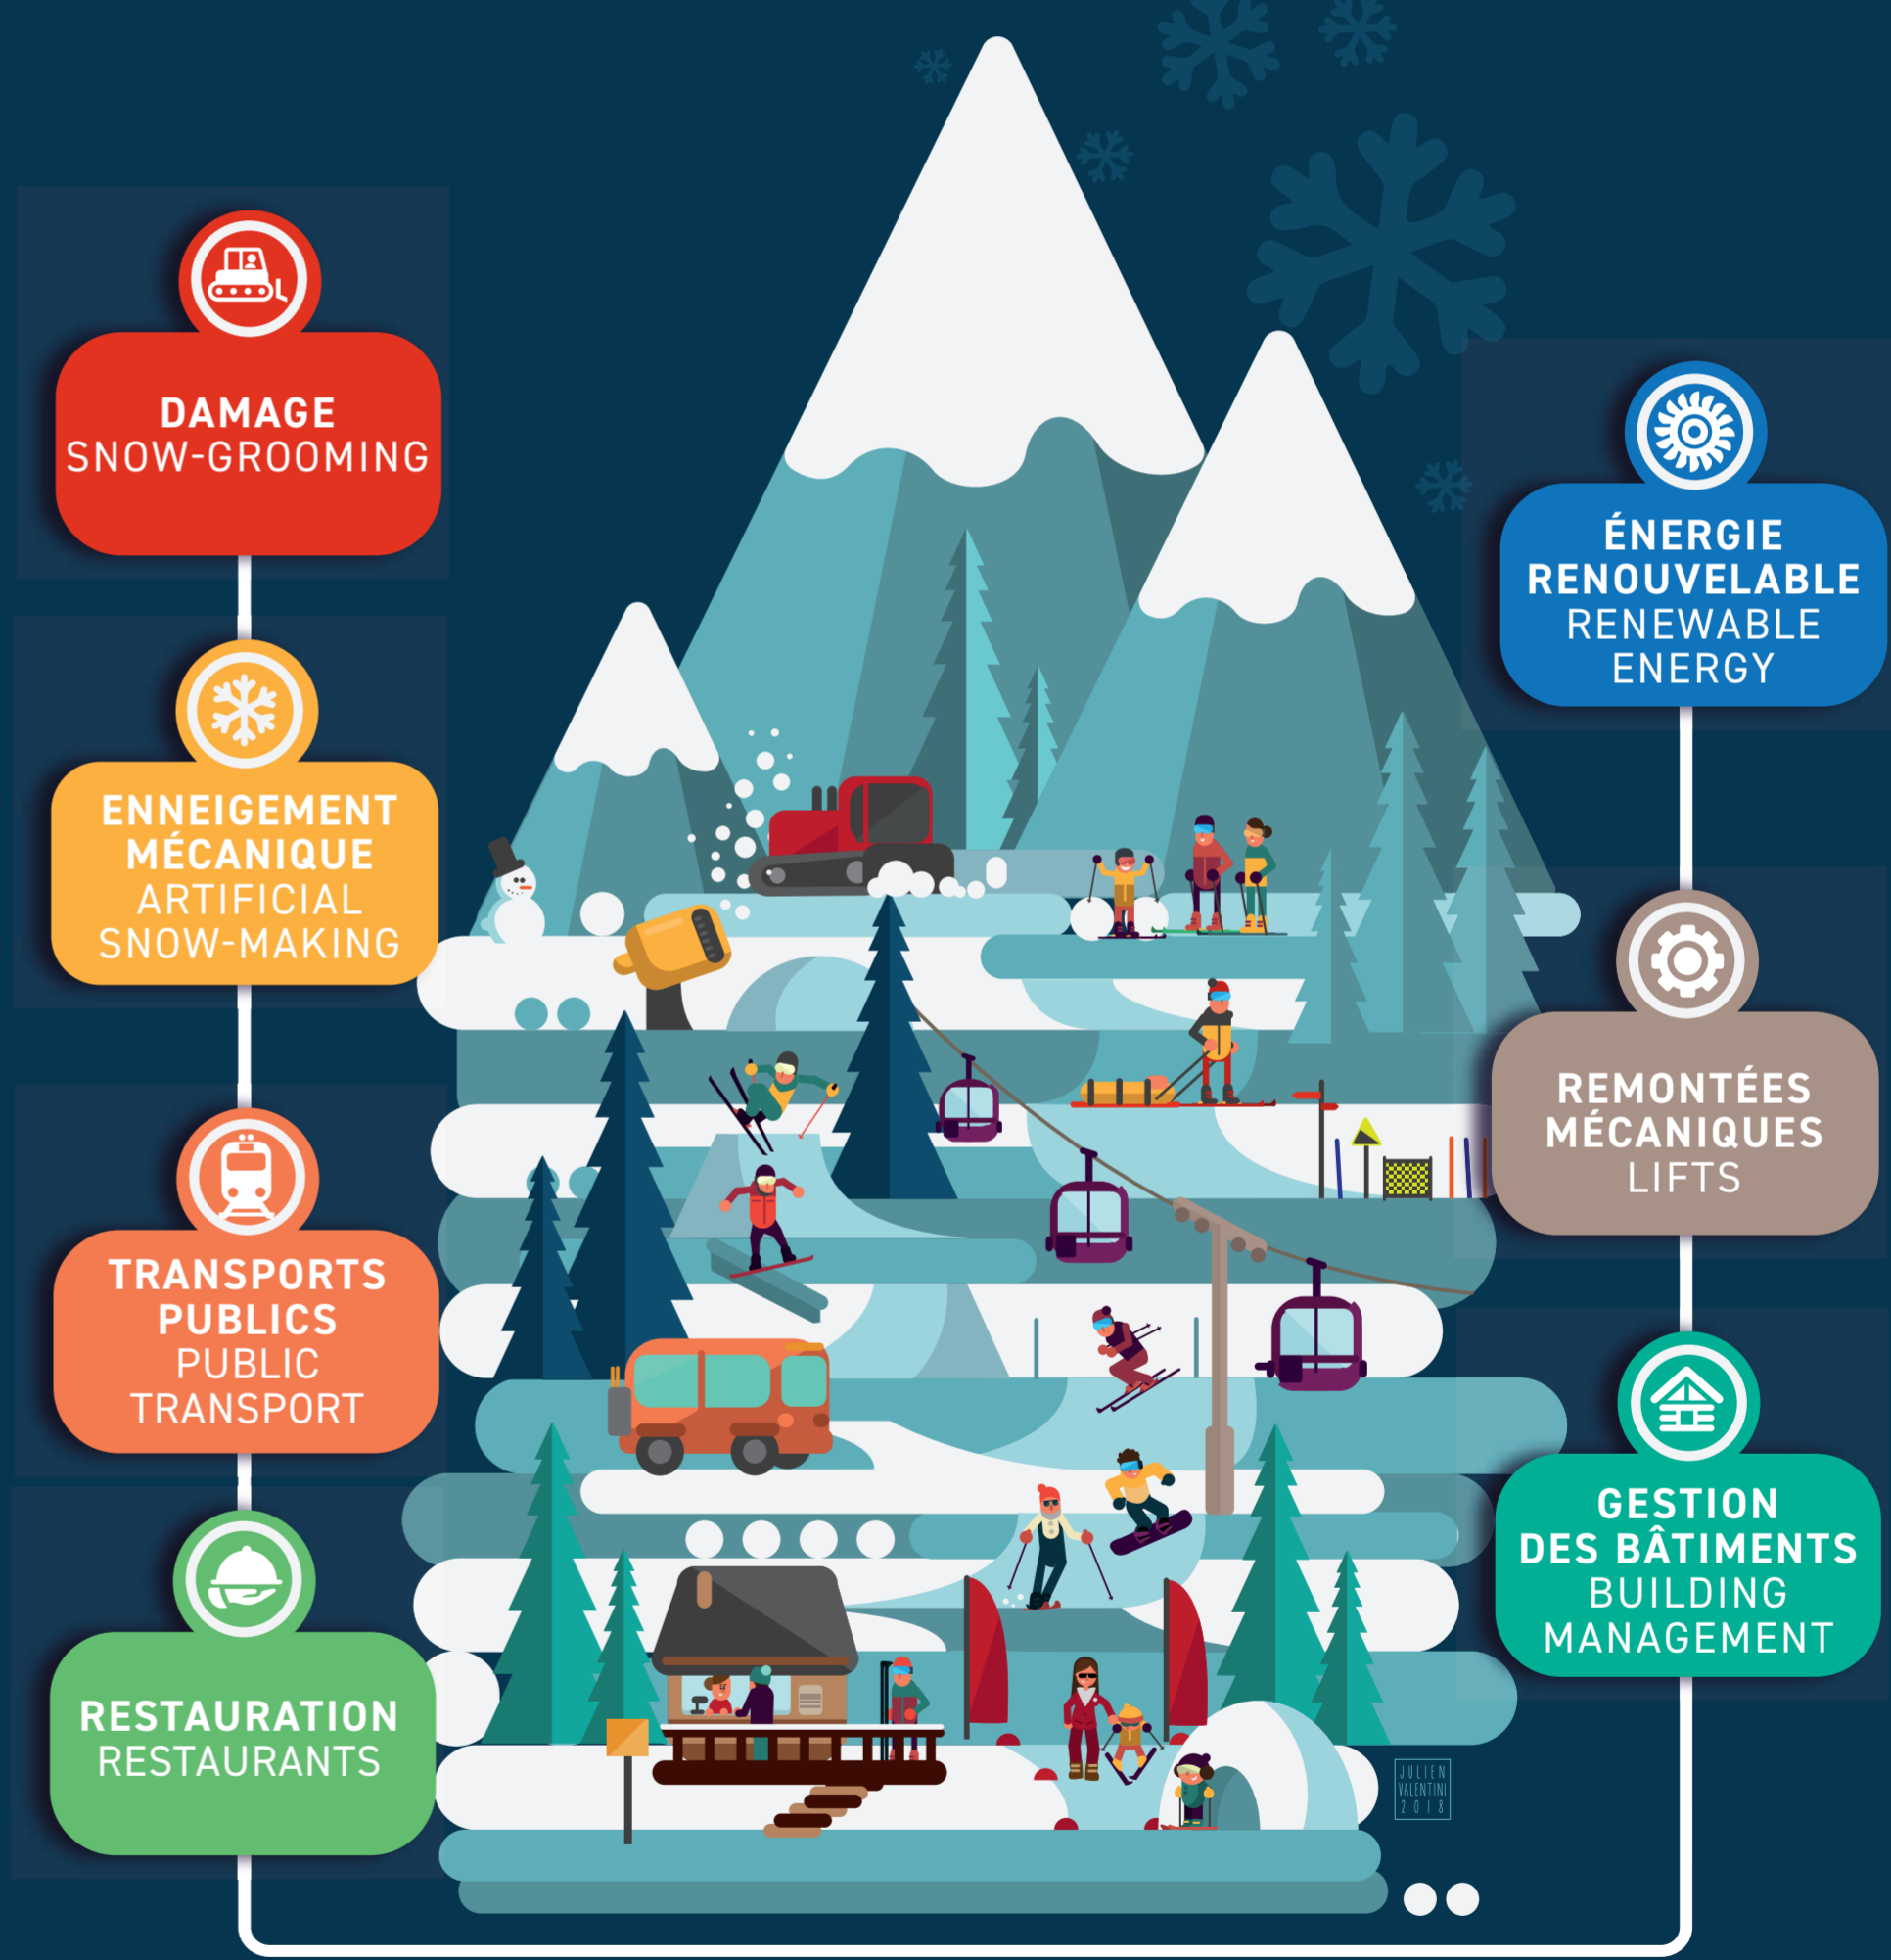 DAMAGE
SNOW-GROOMING
ENNEIGEMENT
MÉCANIQUE
ARTIFICIAL
SNOW-MAKING
TRANSPORTS
PUBLICS
PUBLIC
TRANSPORT
RESTAURATION
RESTAURANTS
ÉNERGIE
RENOUVELABLE
RENEWABLE
ENERGY
REMONTÉES
MÉCANIQUES
LIFTS
GESTION
DES BÂTIMENTS
BUILDING
MANAGEMENT
JULIEN
VALENTINI
2018